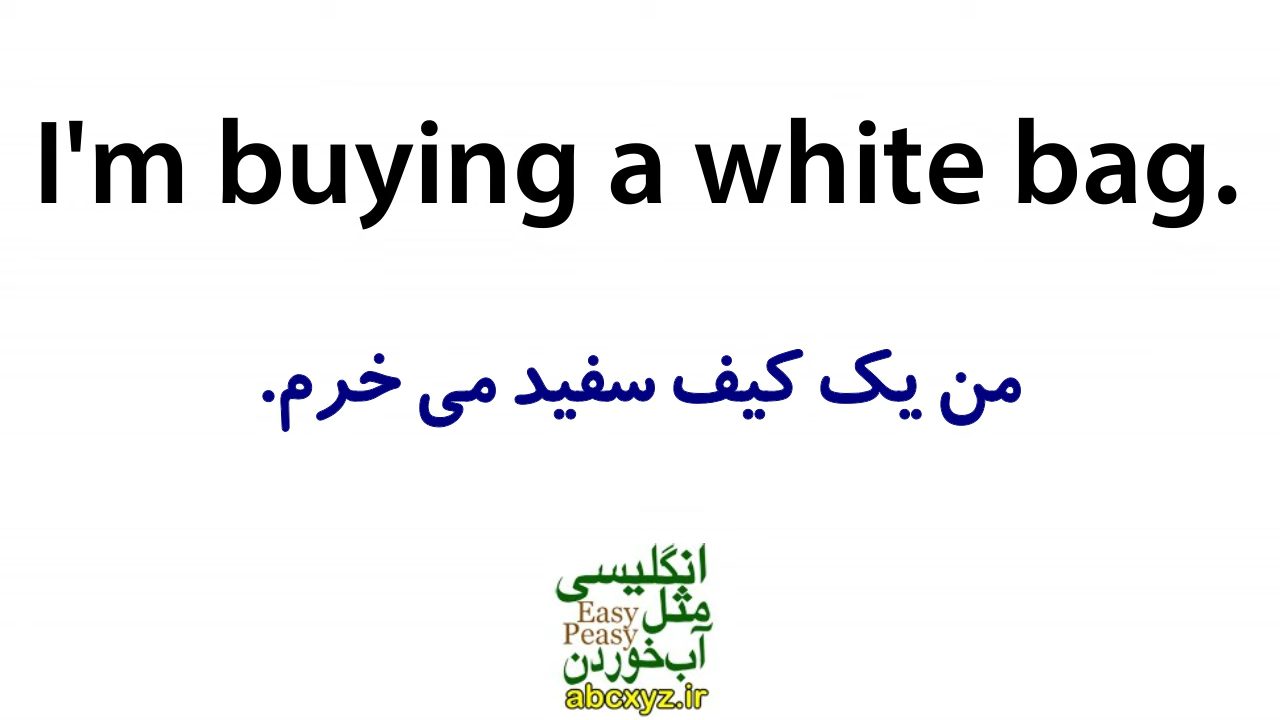 I'm buying a white bag.
من یک کیف سفید می خرم.
انگلیسی
مثل
Easy
Peasy
آب‌خوردن
abcxyz.ir